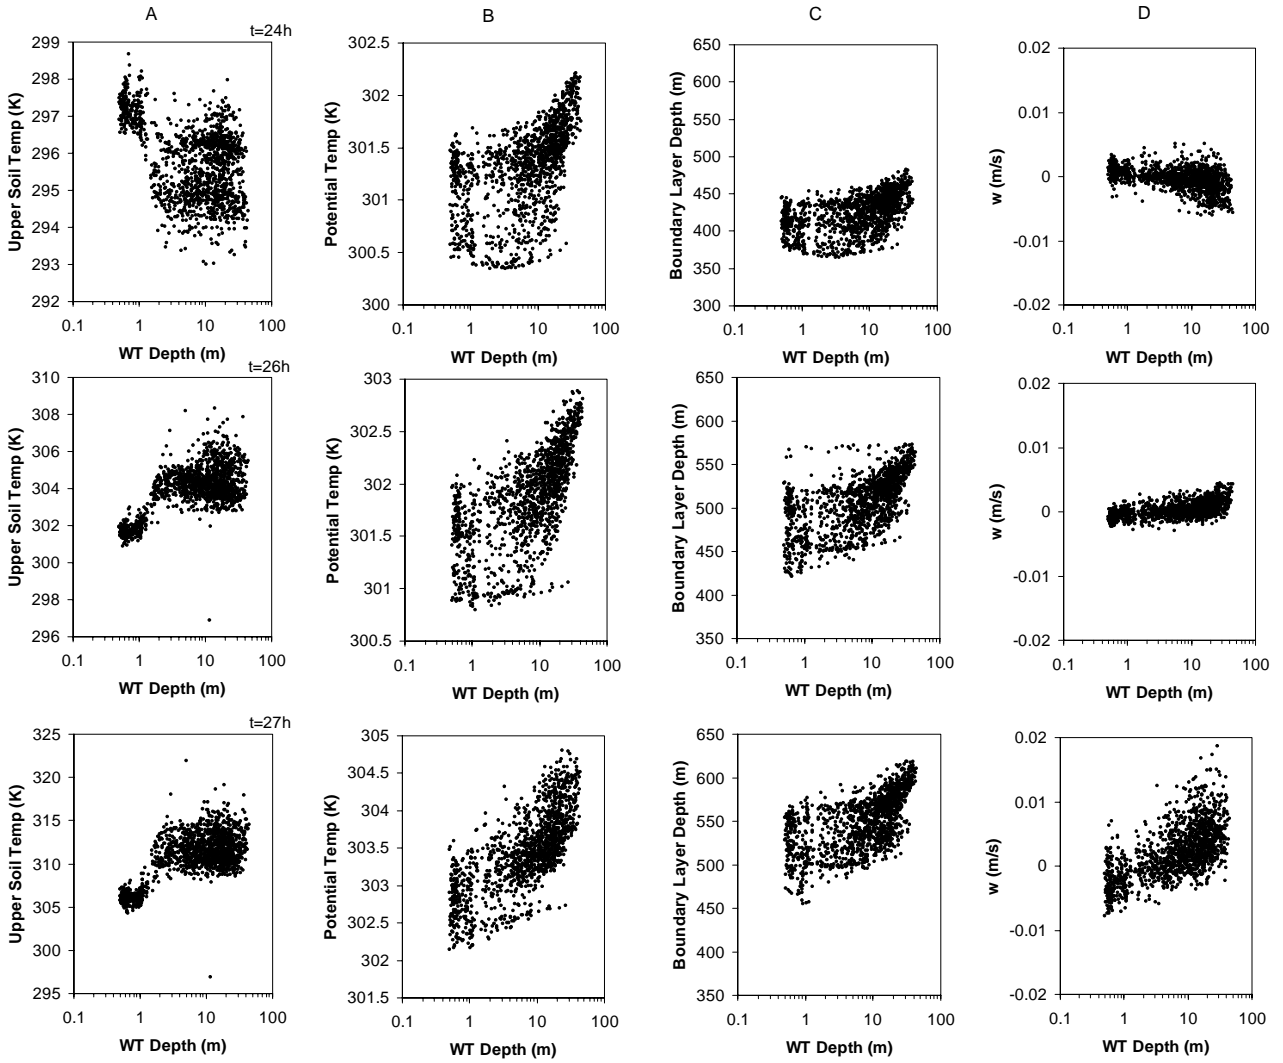 A
B
C
D
t=24h
Upper Soil Temp (K)
299
298
297
296
295
294
293
292
0.1 1 10 100
WT Depth (m)
Potential Temp (K)
302.5
302
301.5
301
300.5
300
0.1 1 10 100
WT Depth (m)
Boundary Layer Depth (m)
650
600
550
500
450
400
350
300
0.1 1 10 100
WT Depth (m)
w (m/s)
0.02
0.01
0
-0.01
-0.02
0.1 1 10 100
WT Depth (m)
t=26h
Upper Soil Temp (K)
310
308
306
304
302
300
298
296
0.1 1 10 100
WT Depth (m)
Potential Temp (K)
303
302.5
302
301.5
301
300.5
0.1 1 10 100
WT Depth (m)
Boundary Layer Depth (m)
650
600
550
500
450
400
350
0.1 1 10 100
WT Depth (m)
w (m/s)
0.02
0.01
0
-0.01
-0.02
0.1 1 10 100
WT Depth (m)
t=27h
Upper Soil Temp (K)
325
320
315
310
305
300
295
0.1 1 10 100
WT Depth (m)
Potential Temp (K)
305
304.5
304
303.5
303
302.5
302
301.5
0.1 1 10 100
WT Depth (m)
Boundary Layer Depth (m)
650
600
550
500
450
400
350
0.1 1 10 100
WT Depth (m)
w (m/s)
0.02
0.01
0
-0.01
-0.02
0.1 1 10 100
WT Depth (m)